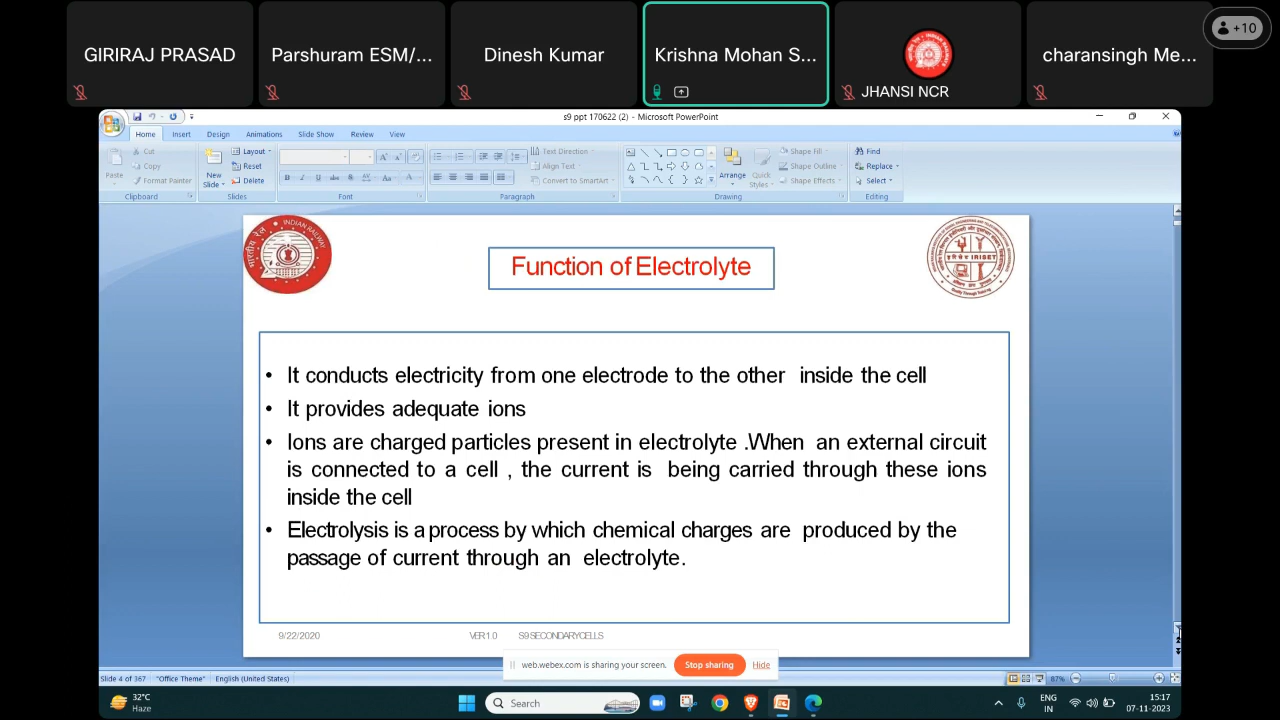 GIRIRAJ PRASAD
Parshuram ESM/...
Dinesh Kumar
Krishna Mohan S...
JHANSI NCR
charansingh Me...
+10
s9 ppt 170622 (2) - Microsoft PowerPoint
Home Insert Design Animations Slide Show Review View
Paste
Cut
Copy
Format Painter
Clipboard
New Slide
Layout
Reset
Delete
Slides
Font
Text Direction
Align Text
Convert to SmartArt
Paragraph
Arrange
Quick Styles
Shape Fill
Shape Outline
Shape Effects
Drawing
Find
Replace
Select
Editing
INDIAN RAILWAY
भारतीय रेल
IRISET
Function of Electrolyte
• It conducts electricity from one electrode to the other inside the cell
• It provides adequate ions
• Ions are charged particles present in electrolyte .When an external circuit
is connected to a cell , the current is being carried through these ions
inside the cell
• Electrolysis is a process by which chemical charges are produced by the
passage of current through an electrolyte.
9/22/2020 VER 1.0 S9 SECONDARY CELLS
web.webex.com is sharing your screen. Stop sharing Hide
Slide 4 of 367 "Office Theme" English (United States) 87%
32°C
Haze
Search
ENG
IN
15:17
07-11-2023